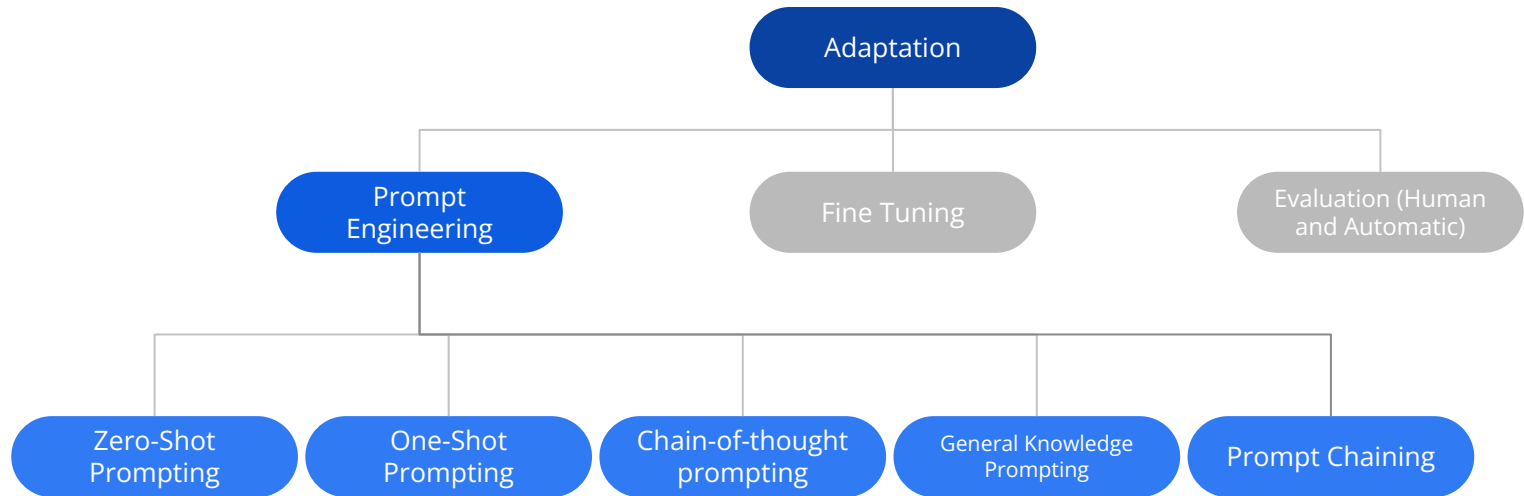 Adaptation
Prompt
Engineering
Fine Tuning
Evaluation (Human
and Automatic)
Zero-Shot
Prompting
One-Shot
Prompting
Chain-of-thought
prompting
General Knowledge
Prompting
Prompt Chaining